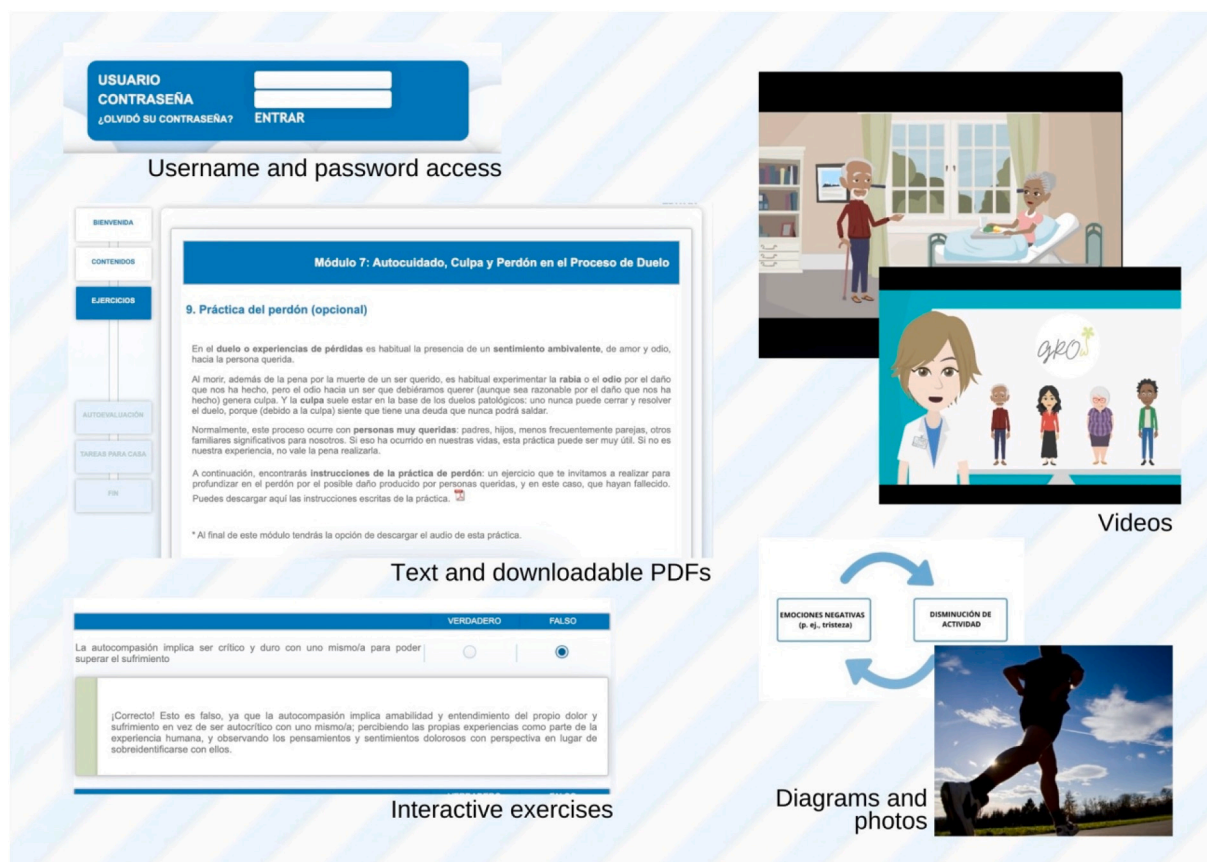 USUARIO
CONTRASEÑA
¿OLVIDÓ SU CONTRASEÑA? ENTRAR
Username and password access
BIENVENIDA
CONTENIDOS
EJERCICIOS
AUTOEVALUACIÓN
TAREAS PARA CASA
FIN
Módulo 7: Autocuidado, Culpa y Perdón en el Proceso de Duelo
9. Práctica del perdón (opcional)
En el duelo o experiencias de pérdidas es habitual la presencia de un sentimiento ambivalente, de amor y odio,
hacia la persona querida.
Al morir, además de la pena por la muerte de un ser querido, es habitual experimentar la rabia o el odio por el daño
que nos ha hecho, pero el odio hacia un ser que debiéramos querer (aunque sea razonable por el daño que nos ha
hecho) genera culpa. Y la culpa suele estar en la base de los duelos patológicos: uno nunca puede cerrar y resolver
el duelo, porque (debido a la culpa) siente que tiene una deuda que nunca podrá saldar.
Normalmente, este proceso ocurre con personas muy queridas: padres, hijos, menos frecuentemente parejas, otros
familiares significativos para nosotros. Si eso ha ocurrido en nuestras vidas, esta práctica puede ser muy útil. Si no es
nuestra experiencia, no vale la pena realizarla.
A continuación, encontrarás instrucciones de la práctica de perdón: un ejercicio que te invitamos a realizar para
profundizar en el perdón por el posible daño producido por personas queridas, y en este caso, que hayan fallecido.
Puedes descargar aquí las instrucciones escritas de la práctica.
* Al final de este módulo tendrás la opción de descargar el audio de esta práctica.
Text and downloadable PDFs
VERDADERO FALSO
La autocompasión implica ser crítico y duro con uno mismo/a para poder
superar el sufrimiento
¡Correcto! Esto es falso, ya que la autocompasión implica amabilidad y entendimiento del propio dolor y
sufrimiento en vez de ser autocrítico con uno mismo/a; percibiendo las propias experiencias como parte de la
experiencia humana, y observando los pensamientos y sentimientos dolorosos con perspectiva en lugar de
sobreidentificarse con ellos.
Interactive exercises
GROw
Videos
EMOCIONES NEGATIVAS
(p. ej., tristeza)
DISMINUCIÓN DE
ACTIVIDAD
Diagrams and
photos